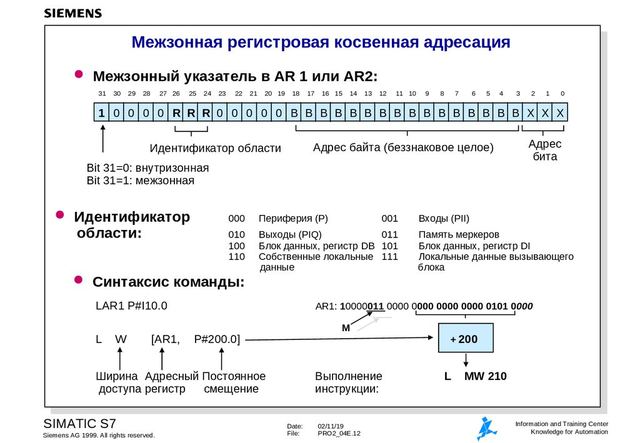 SIEMENS
Межзонная регистровая косвенная адресация
Межзонный указатель в AR 1 или AR2:
31 30 29 28 27 26 25 24 23 22 21 20 19 18 17 16 15 14 13 12 11 10 9 8 7 6 5 4 3 2 1 0
1 0 0 0 0 R R R 0 0 0 0 0 B B B B B B B B B B B B B B B B X X X
Идентификатор области Адрес байта (беззнаковое целое) Адрес
бита
Bit 31=0: внутризонная
Bit 31=1: межзонная
Идентификатор
области:
000 Периферия (P) 001 Входы (PII)
010 Выходы (PIQ) 011 Память меркеров
100 Блок данных, регистр DB 101 Блок данных, регистр DI
110 Собственные локальные 111 Локальные данные вызывающего
данные блока
Синтаксис команды:
LAR1 P#I10.0 AR1: 10000011 0000 0000 0000 0000 0101 0000
M
L W [AR1, P#200.0] + 200
Ширина Адресный Постоянное Выполнение L MW 210
доступа регистр смещение инструкции:
SIMATIC S7
Siemens AG 1999. All rights reserved.
Date: 02/11/19
File: PRO2_04E.12
Information and Training Center
Knowledge for Automation